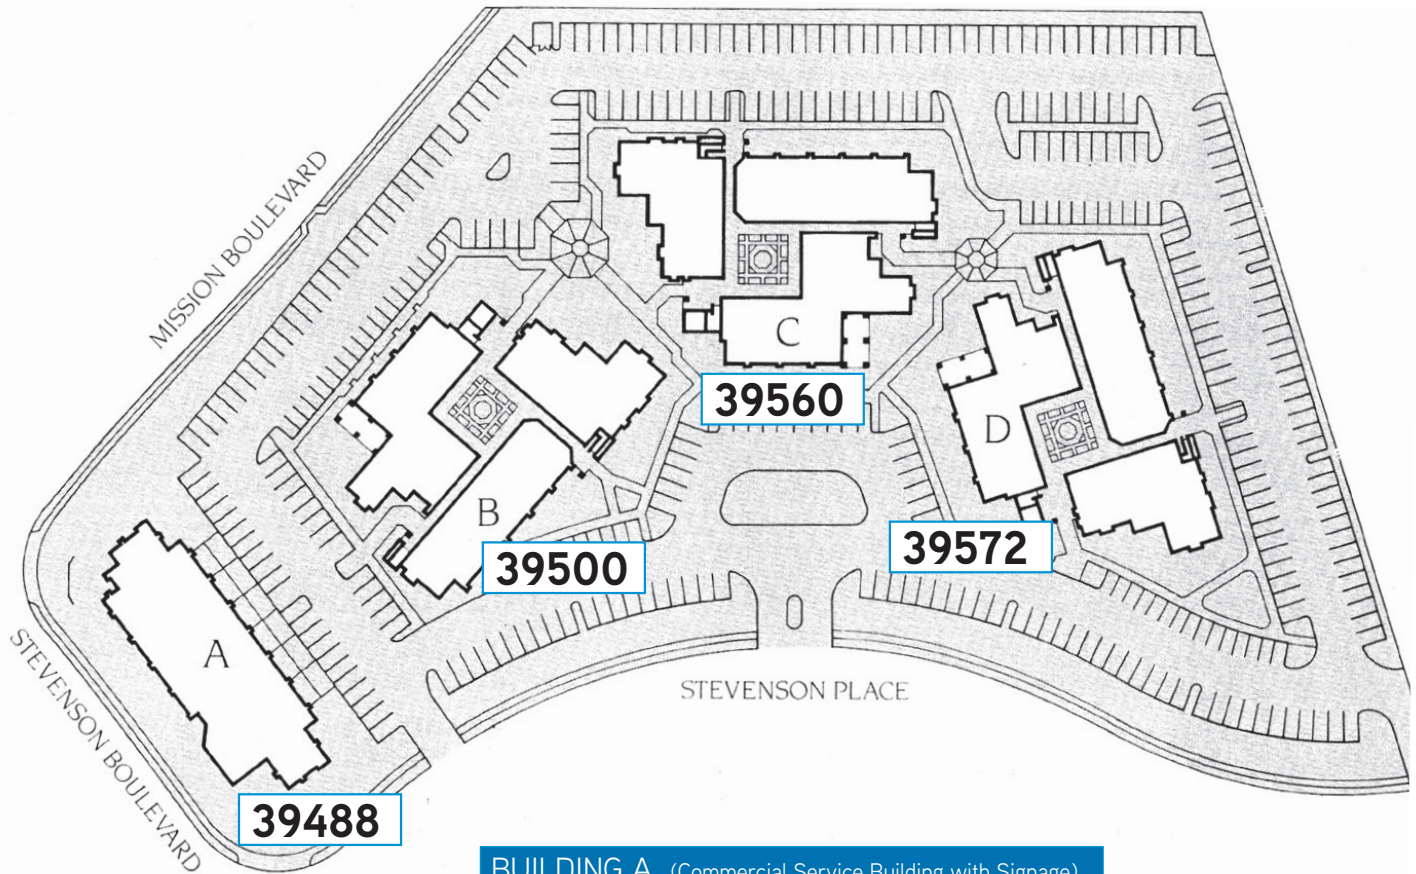 MISSION BOULEVARD
C
39560
D
B
39500
39572
A
STEVENSON PLACE
STEVENSON BOULEVARD
39488
BUILDING A (Commercial Service Building with Signage)